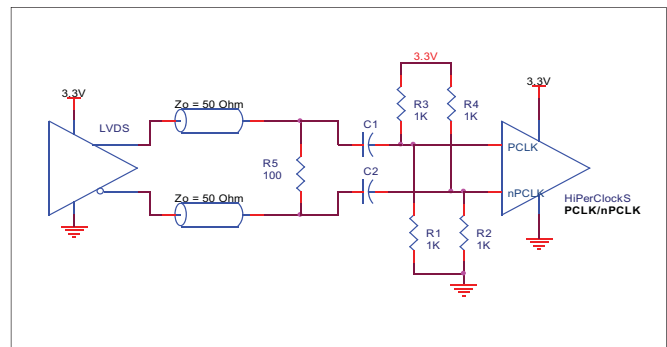 3.3V
3.3V
3.3V
Zo = 50 Ohm
LVDS
R3
1K
R4
1K
C1
PCLK
R5
100
C2
nPCLK
Zo = 50 Ohm
HiPerClockS
PCLK/nPCLK
R1
1K
R2
1K